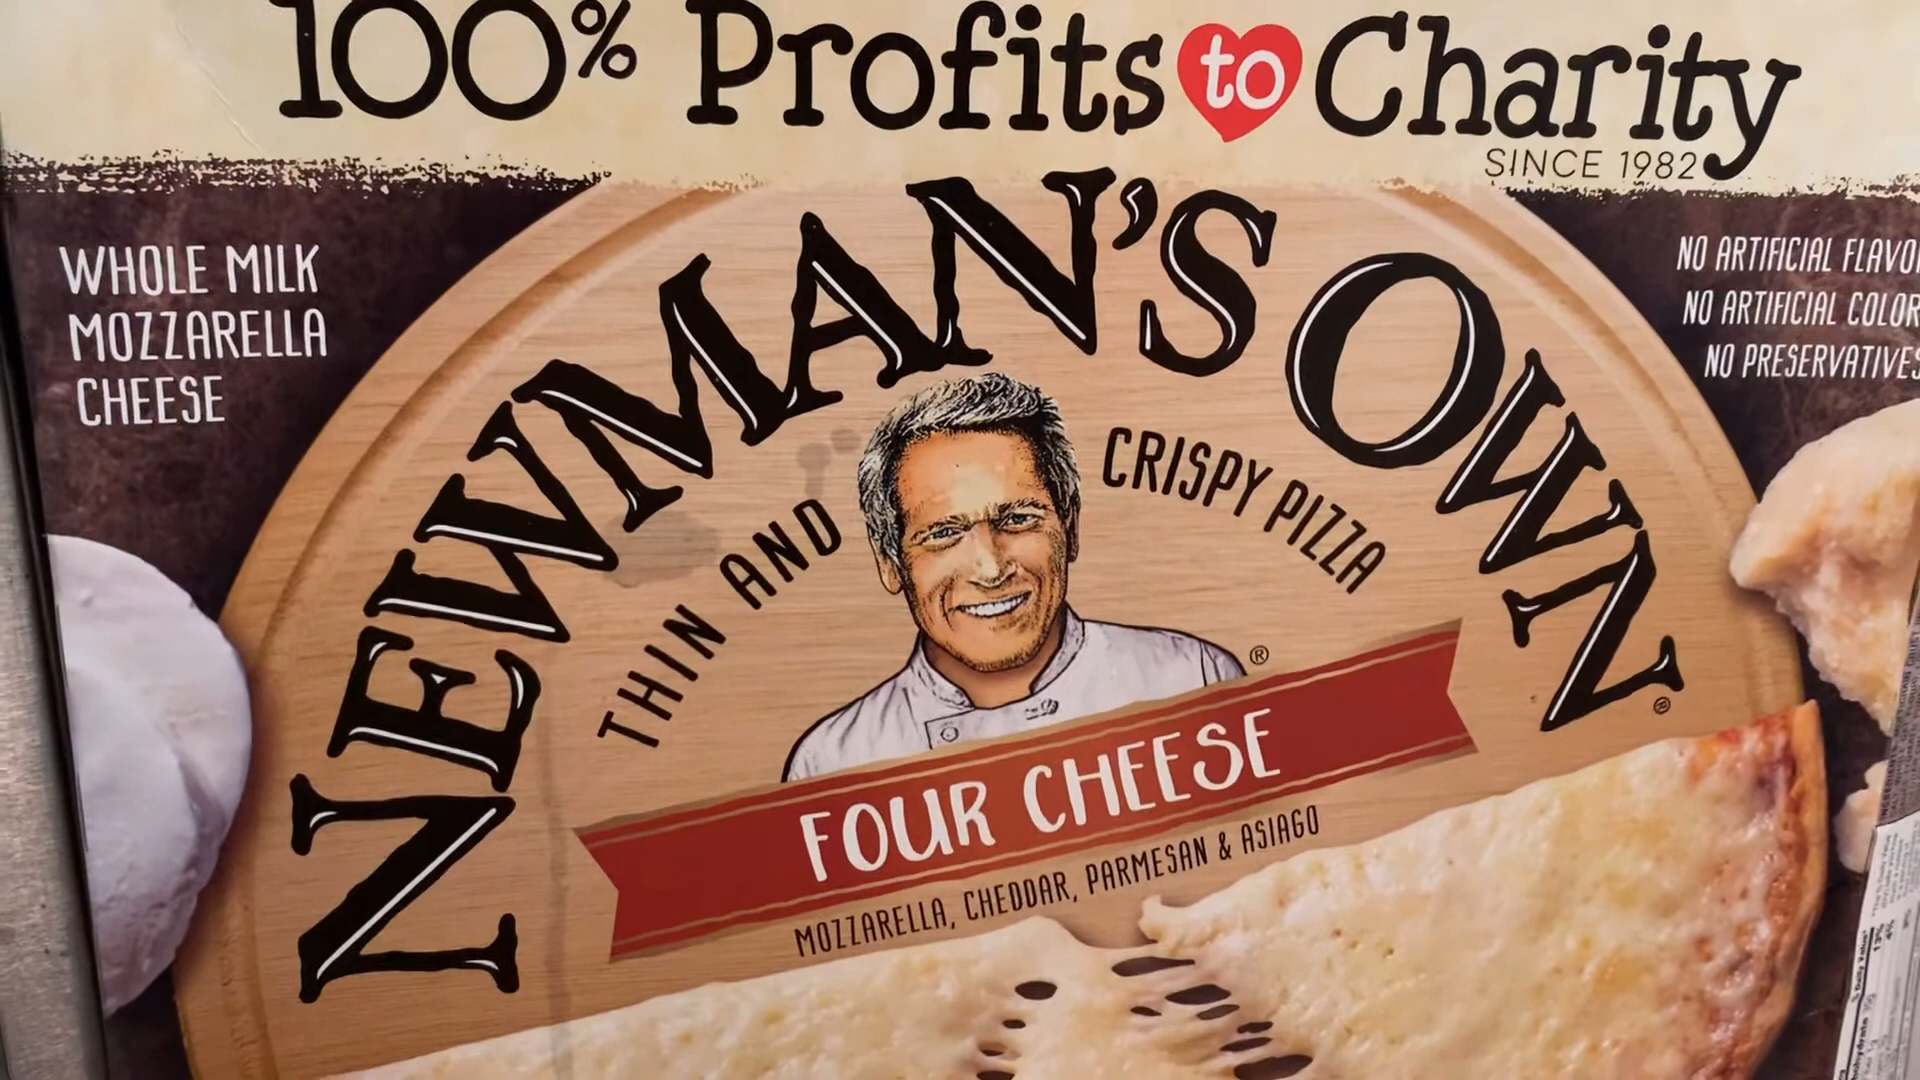 100% Profits to Charity
SINCE 1982
WHOLE MILK
MOZZARELLA
CHEESE
NO ARTIFICIAL FLAVO
NO ARTIFICIAL COLOR
NO PRESERVATIVES
NEWMAN'S OWN
®
THIN AND CRISPY PIZZA
®
FOUR CHEESE
MOZZARELLA, CHEDDAR, PARMESAN & ASIAGO